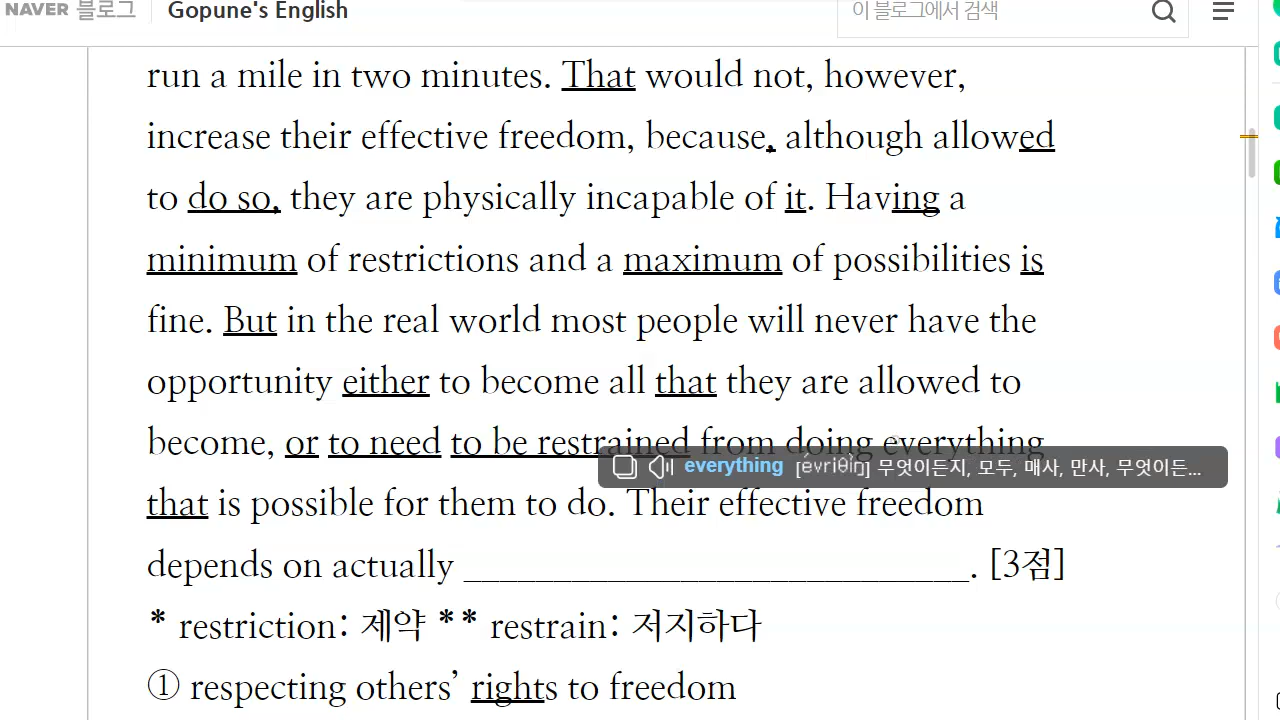 NAVER 블로그 Gopune's English 이 블로그에서 검색
run a mile in two minutes. That would not, however,
increase their effective freedom, because, although allowed
to do so, they are physically incapable of it. Having a
minimum of restrictions and a maximum of possibilities is
fine. But in the real world most people will never have the
opportunity either to become all that they are allowed to
become, or to need to be restrained from doing everything
everything [évriθìŋ] 무엇이든지, 모두, 매사, 만사, 무엇이든...
that is possible for them to do. Their effective freedom
depends on actually ____________________________. [3점]
* restriction: 제약 ** restrain: 저지하다
① respecting others’ rights to freedom